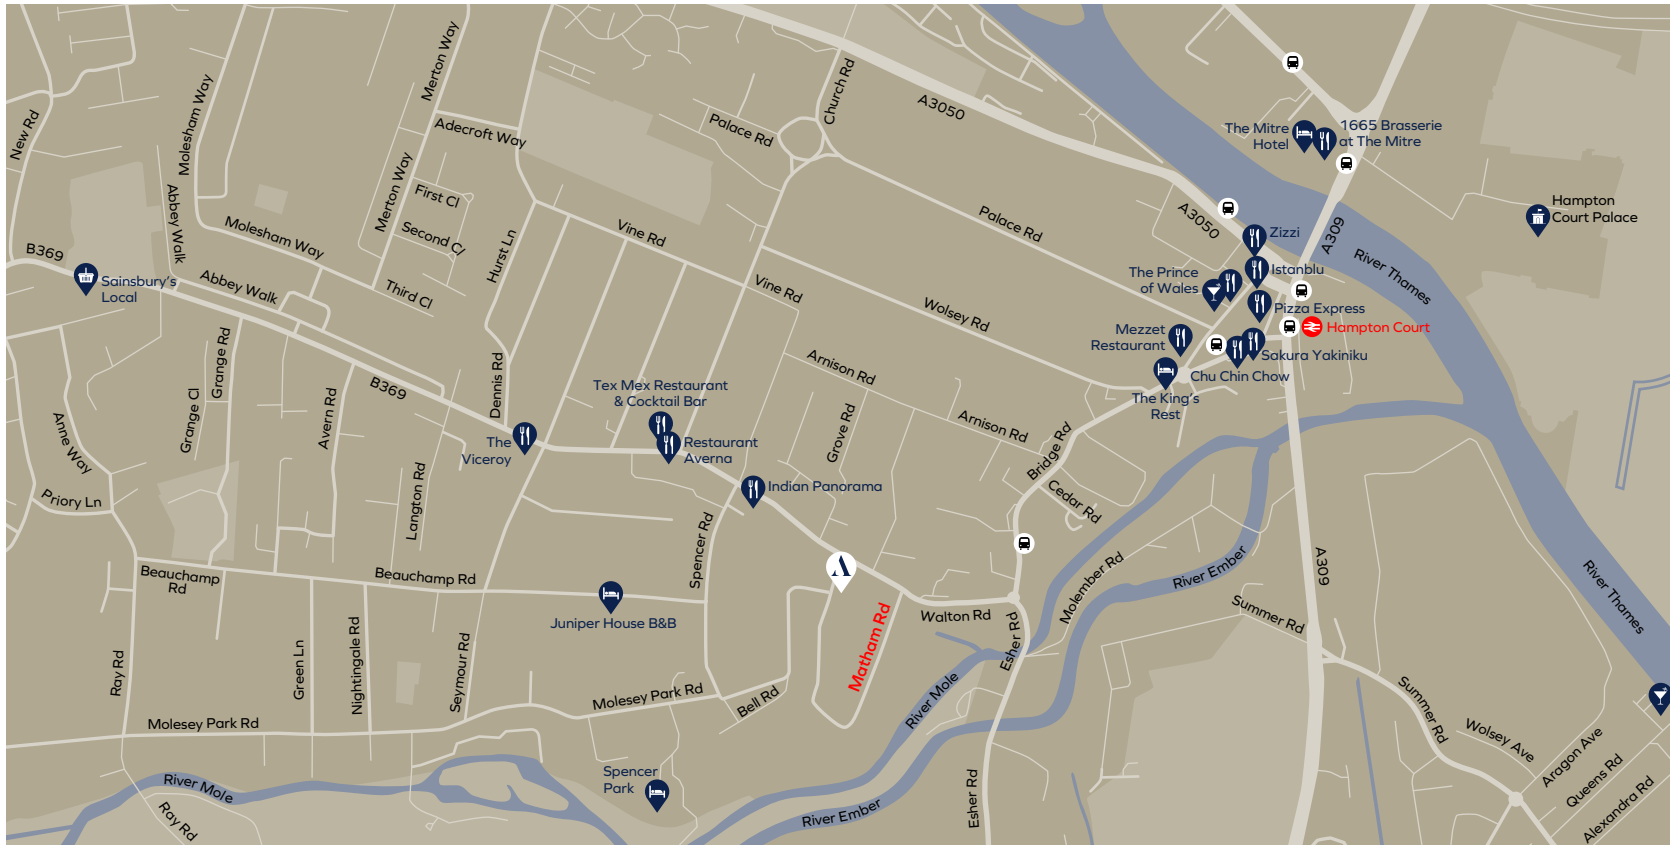 New Rd
Molesham Way
Merton Way
Adecroft Way
Church Rd
Palace Rd
A3050
The Mitre
Hotel
1665 Brasserie
at The Mitre
Abbey Walk
Merton Way
First Cl
Second Cl
Molesham Way
Hampton
Court Palace
B369
Sainsbury's
Local
Abbey Walk
Third Cl
Hurst Ln
Vine Rd
Palace Rd
A3050
Zizzi
A309
River Thames
Istanblu
The Prince
of Wales
Vine Rd
Wolsey Rd
Pizza Express
Hampton Court
Mezzet
Restaurant
Sakura Yakiniku
Chu Chin Chow
The King's
Rest
Grange Rd
Grange Cl
Avern Rd
B369
Dennis Rd
Tex Mex Restaurant
& Cocktail Bar
Arnison Rd
Arnison Rd
Grove Rd
Bridge Rd
Anne Way
The
Viceroy
Restaurant
Averna
Indian Panorama
Cedar Rd
Priory Ln
Langton Rd
Spencer Rd
A
Beauchamp
Rd
Beauchamp Rd
Juniper House B&B
Matham Rd
Walton Rd
Esher Rd
Molember Rd
River Ember
A309
Summer Rd
River Thames
Ray Rd
Green Ln
Nightingale Rd
Seymour Rd
Molesey Park Rd
Molesey Park Rd
Bell Rd
River Mole
Summer Rd
Wolsey Ave
Aragon Ave
Queens Rd
Alexandra Rd
River Mole
Ray Rd
Spencer
Park
River Ember
Esher Rd